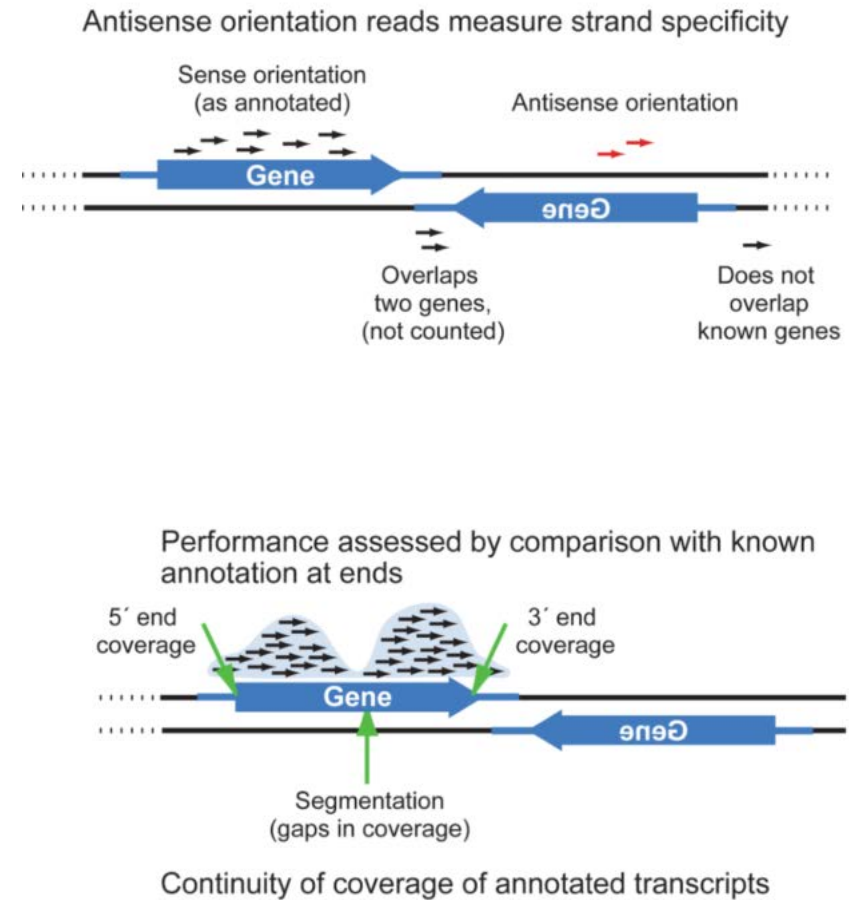 Antisense orientation reads measure strand specificity
Sense orientation
(as annotated)
Antisense orientation
Gene
Gene
Overlaps
two genes,
(not counted)
Does not
overlap
known genes
Performance assessed by comparison with known
annotation at ends
5´ end
coverage
3´ end
coverage
Gene
Gene
Segmentation
(gaps in coverage)
Continuity of coverage of annotated transcripts